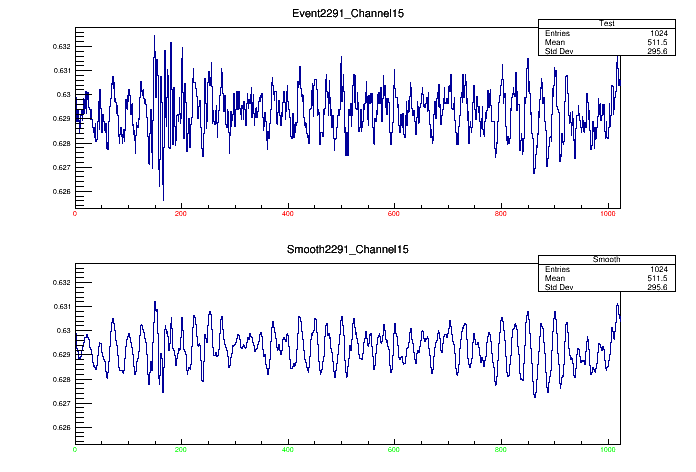 Event2291_Channel15
Test
Entries 1024
Mean 511.5
Std Dev 295.6
0.632
0.631
0.63
0.629
0.628
0.627
0.626
0 200 400 600 800 1000
Smooth2291_Channel15
Smooth
Entries 1024
Mean 511.5
Std Dev 295.6
0.632
0.631
0.63
0.629
0.628
0.627
0.626
0 200 400 600 800 1000